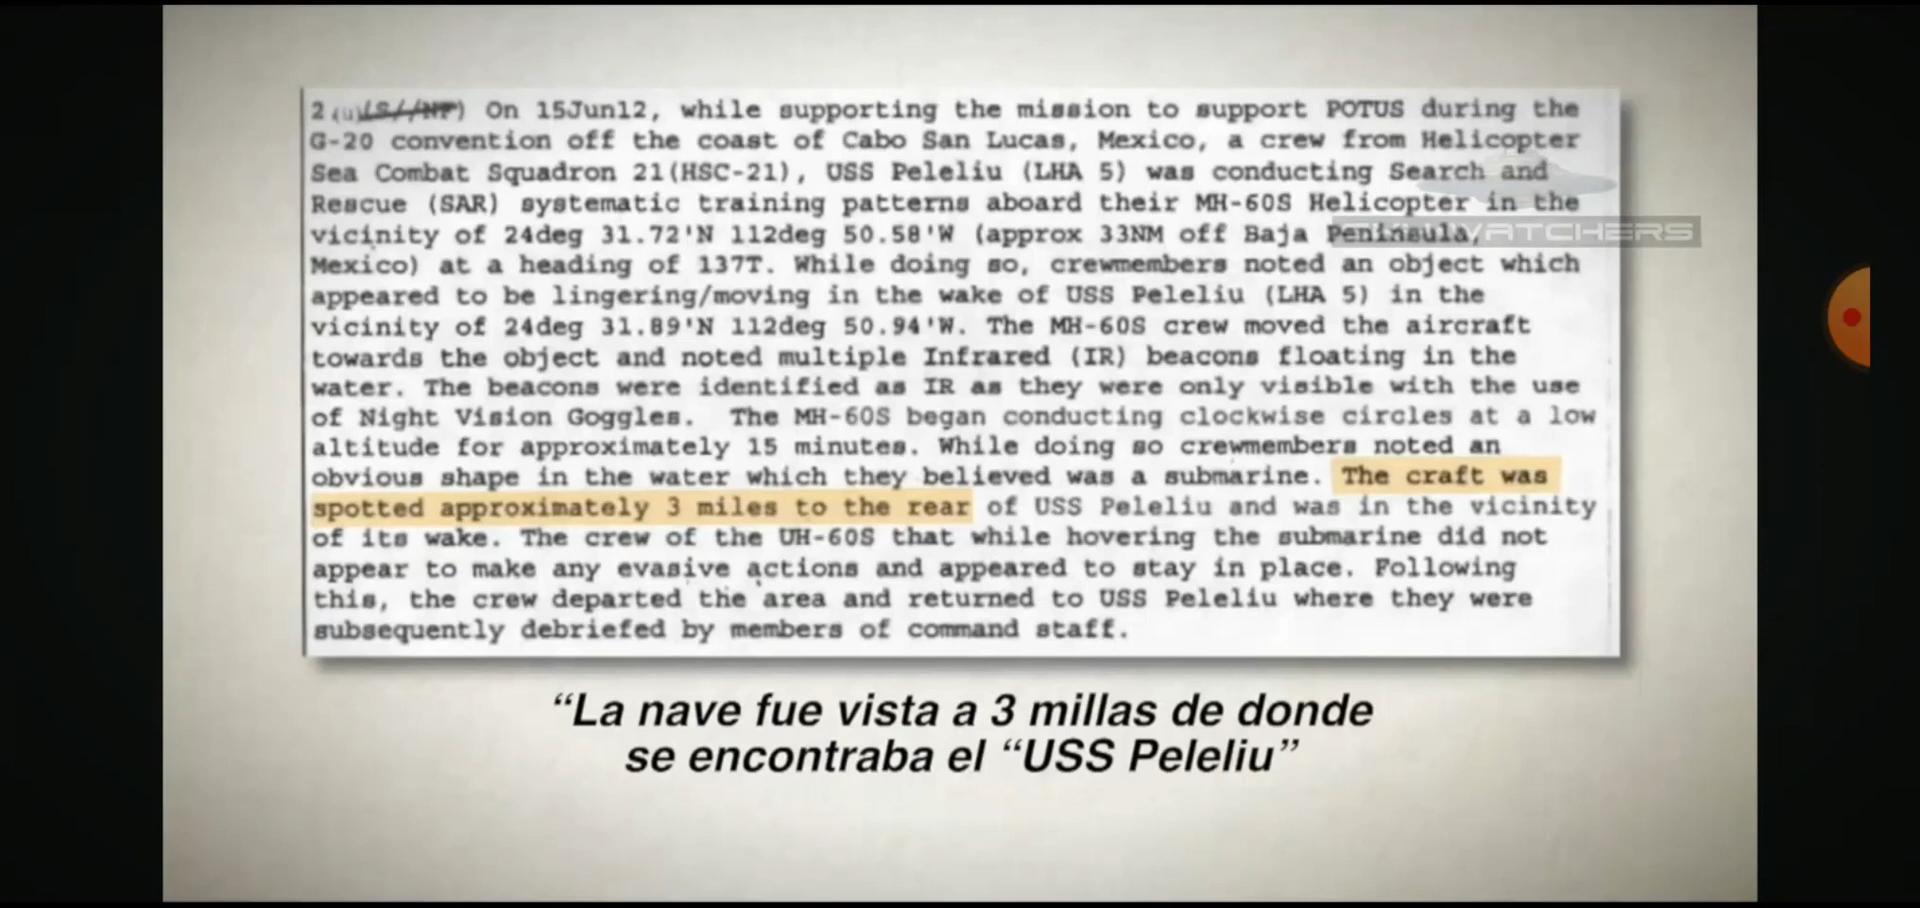 2 (u)(S//NF) On 15Jun12, while supporting the mission to support POTUS during the
G-20 convention off the coast of Cabo San Lucas, Mexico, a crew from Helicopter
Sea Combat Squadron 21(HSC-21), USS Peleliu (LHA 5) was conducting Search and
Rescue (SAR) systematic training patterns aboard their MH-60S Helicopter in the
vicinity of 24deg 31.72'N 112deg 50.58'W (approx 33NM off Baja Peninsula,
Mexico) at a heading of 137T. While doing so, crewmembers noted an object which
appeared to be lingering/moving in the wake of USS Peleliu (LHA 5) in the
vicinity of 24deg 31.89'N 112deg 50.94'W. The MH-60S crew moved the aircraft
towards the object and noted multiple Infrared (IR) beacons floating in the
water. The beacons were identified as IR as they were only visible with the use
of Night Vision Goggles. The MH-60S began conducting clockwise circles at a low
altitude for approximately 15 minutes. While doing so crewmembers noted an
obvious shape in the water which they believed was a submarine. The craft was
spotted approximately 3 miles to the rear of USS Peleliu and was in the vicinity
of its wake. The crew of the UH-60S that while hovering the submarine did not
appear to make any evasive actions and appeared to stay in place. Following
this, the crew departed the area and returned to USS Peleliu where they were
subsequently debriefed by members of command staff.
“La nave fue vista a 3 millas de donde
se encontraba el “USS Peleliu”